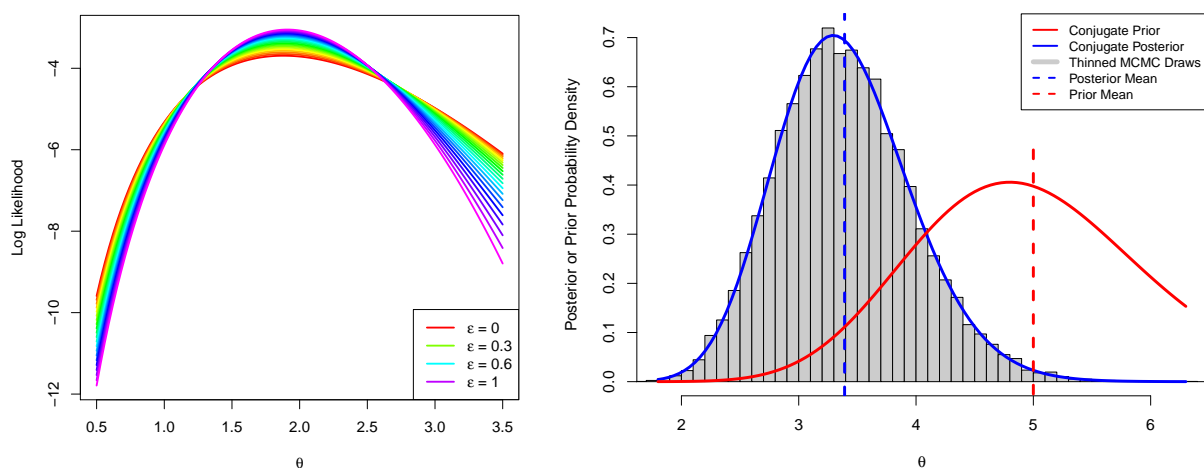 Log Likelihood
−4
−6
−8
−10
−12
0.5 1.0 1.5 2.0 2.5 3.0 3.5
θ
ε = 0
ε = 0.3
ε = 0.6
ε = 1
Posterior or Prior Probability Density
0.7
0.6
0.5
0.4
0.3
0.2
0.1
0.0
2 3 4 5 6
θ
Conjugate Prior
Conjugate Posterior
Thinned MCMC Draws
Posterior Mean
Prior Mean